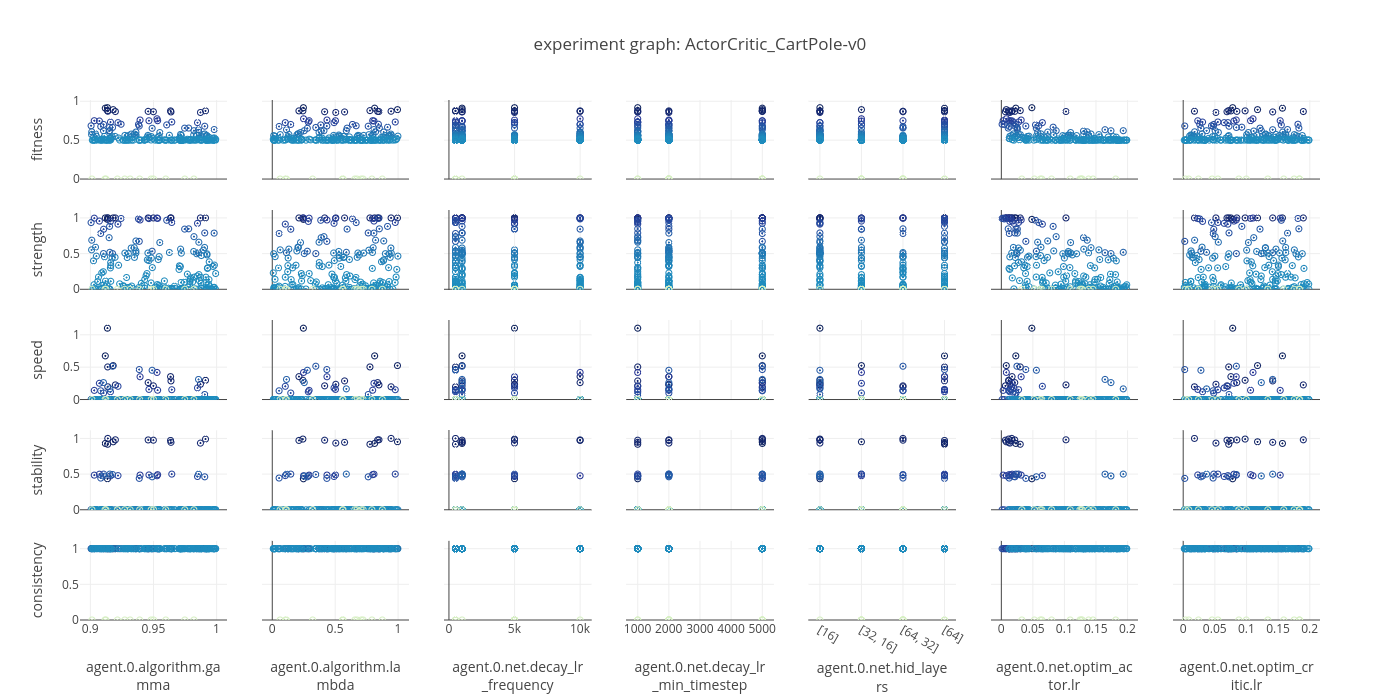 experiment graph: ActorCritic_CartPole-v0
fitness
1
0.5
0
strength
1
0.5
0
speed
1
0.5
0
stability
1
0.5
0
consistency
1
0.5
0
0.9 0.95 1
0 0.5 1
0 5k 10k
1000 2000 3000 4000 5000
[16] [32, 16] [64, 32] [64]
0 0.05 0.1 0.15 0.2
0 0.05 0.1 0.15 0.2
agent.0.algorithm.ga
mma
agent.0.algorithm.la
mbda
agent.0.net.decay_lr
_frequency
agent.0.net.decay_lr
_min_timestep
agent.0.net.hid_laye
rs
agent.0.net.optim_ac
tor.lr
agent.0.net.optim_cr
itic.lr